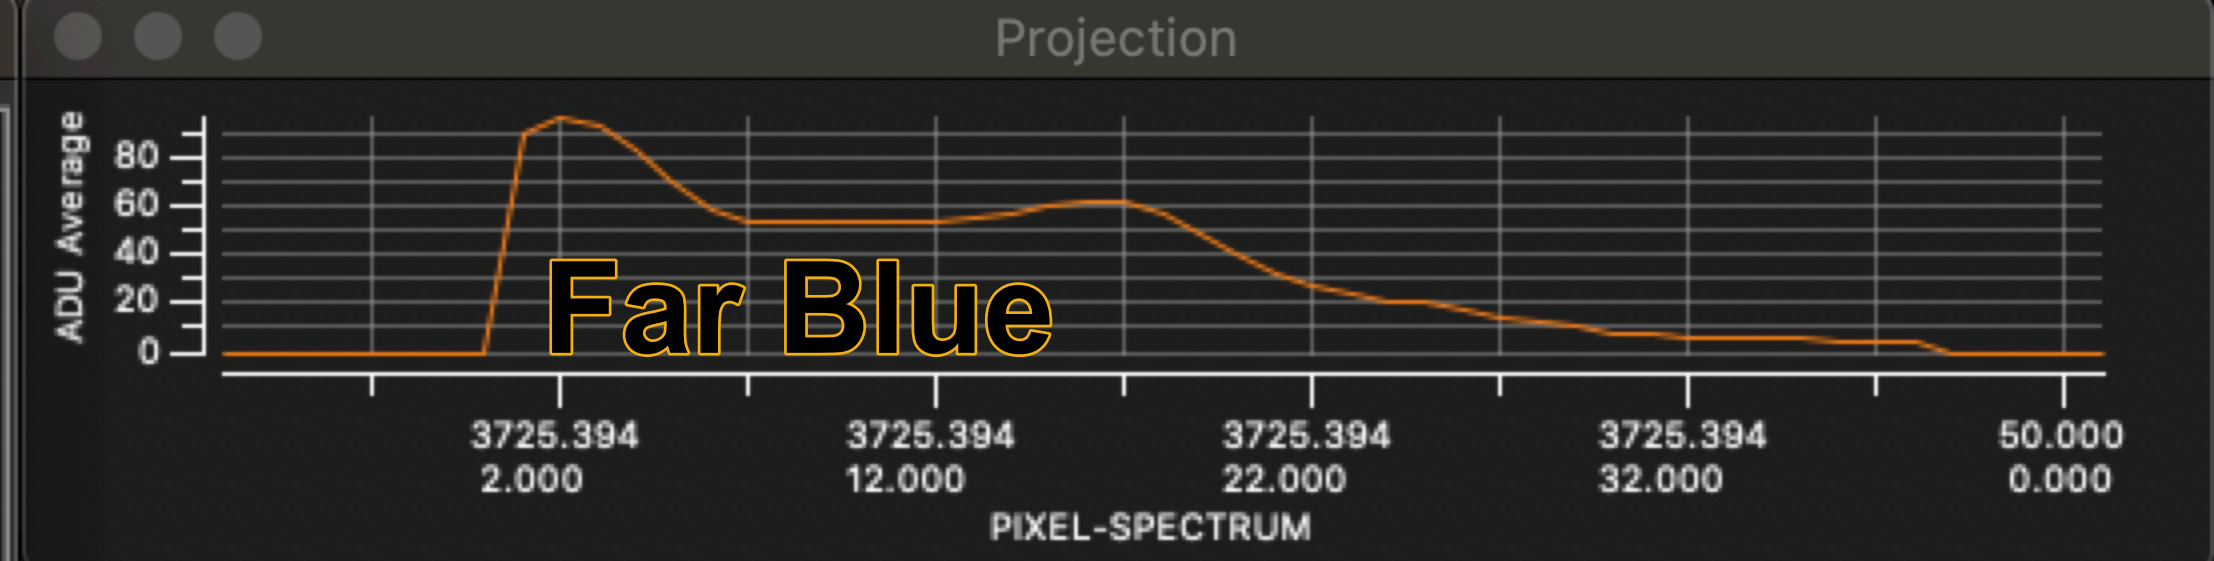 Projection
ADU Average
80
60
40
20
0
Far Blue
3725.394 3725.394 3725.394 3725.394 50.000
2.000 12.000 22.000 32.000 0.000
PIXEL-SPECTRUM